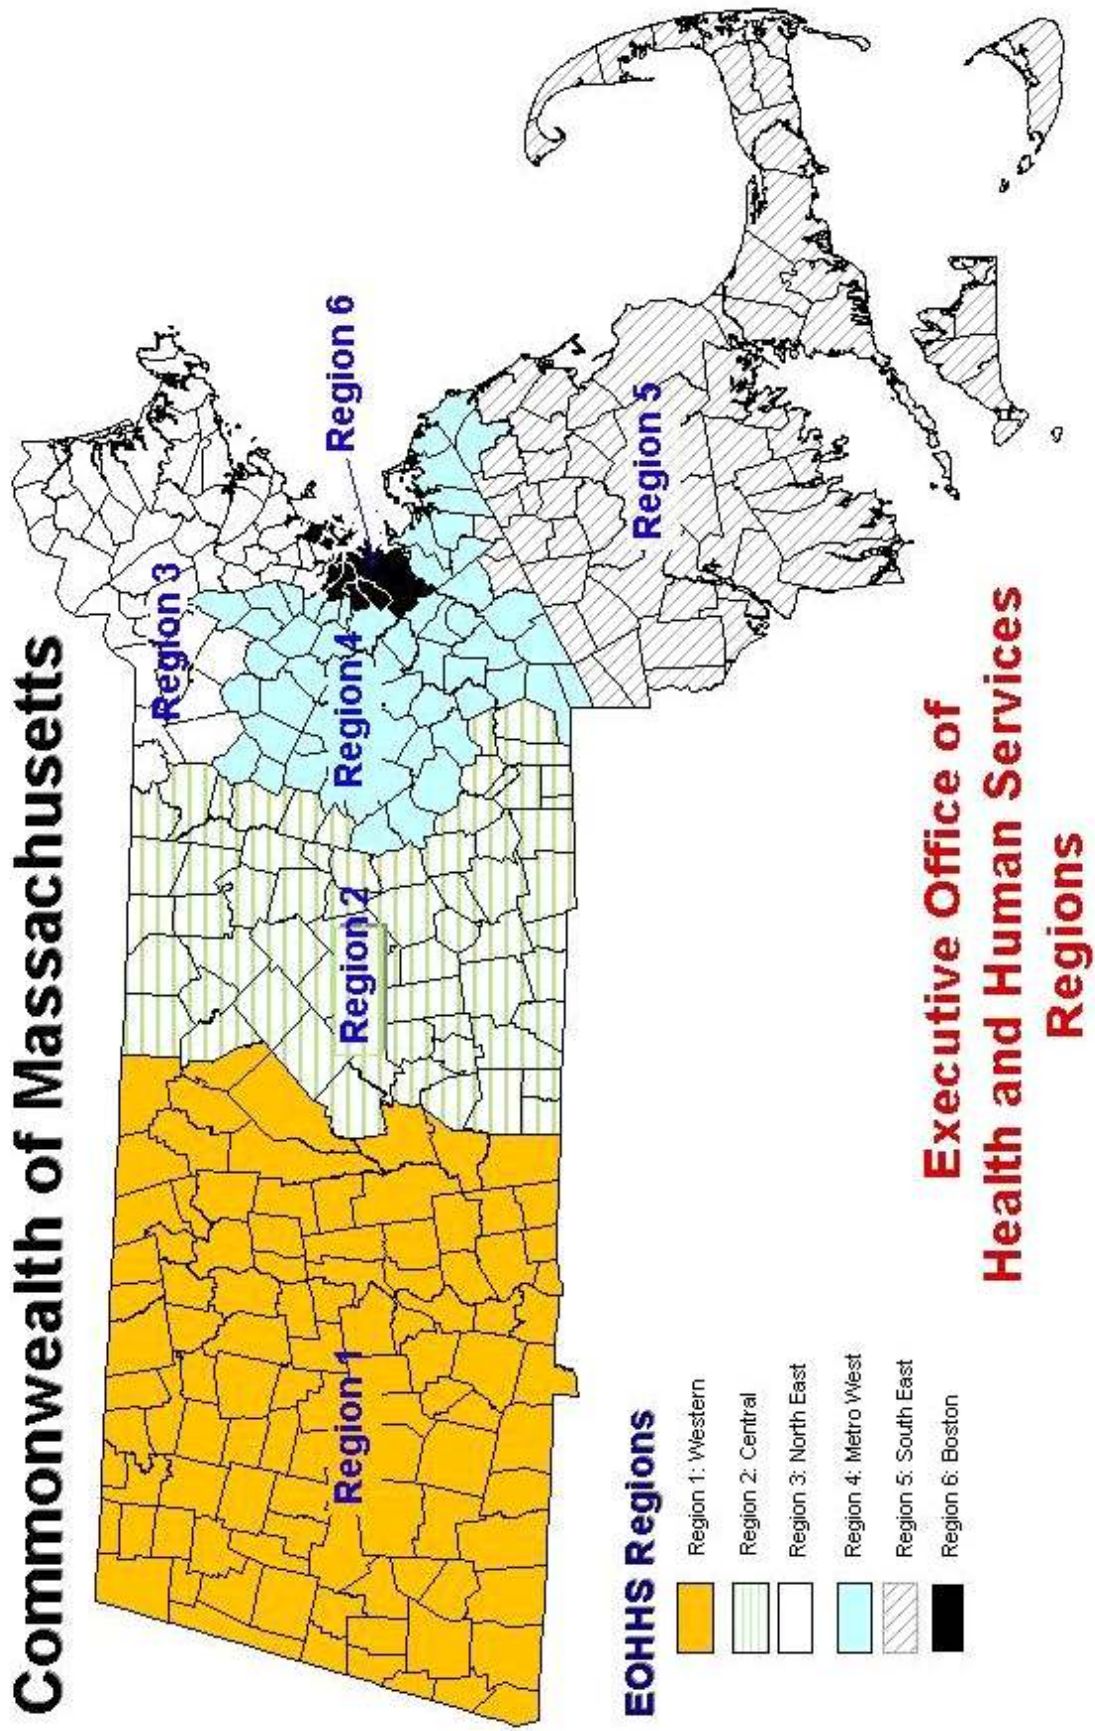 Commonwealth of Massachusetts
Region 1
Region 2
Region 3
Region 4
Region 5
Region 6
EOHHS Regions
Region 1: Western
Region 2: Central
Region 3: North East
Region 4: Metro West
Region 5: South East
Region 6: Boston
Executive Office of
Health and Human Services
Regions